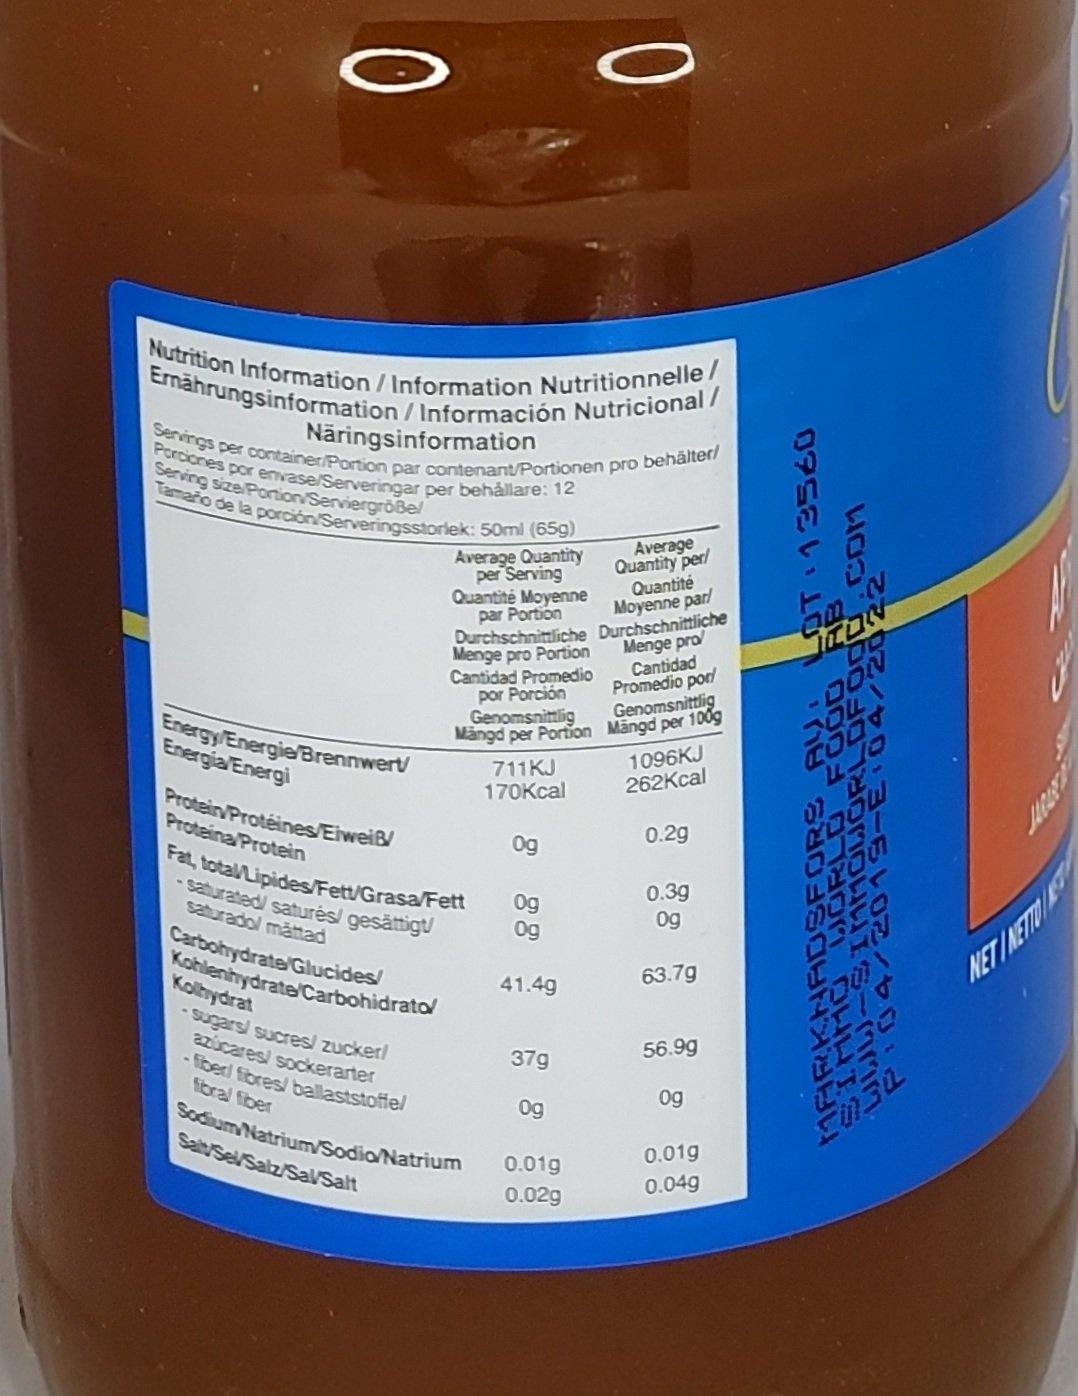 Nutrition Information / Information Nutritionnelle /
Ernährungsinformation / Información Nutricional /
Näringsinformation
Servings per container/Portion par contenant/Portionen pro behälter/
Porciones por envase/Serveringar per behållare: 12
Serving size/Portion/Serviergröße/
Tamaño de la porción/Serveringsstorlek: 50ml (65g)
Average Quantity
per Serving
Quantité Moyenne
par Portion
Durchschnittliche
Menge pro Portion
Cantidad Promedio
por Porción
Genomsnittlig
Mängd per Portion
Average
Quantity per/
Quantité
Moyenne par/
Durchschnittliche
Menge pro/
Cantidad
Promedio por/
Genomsnittlig
Mängd per 100g
Energy/Energie/Brennwert/
Energía/Energi
711KJ 1096KJ
170Kcal 262Kcal
Protein/Protéines/Eiweiß/
Proteína/Protein
0g 0.2g
Fat, total/Lipides/Fett/Grasa/Fett 0g 0.3g
- saturated/ saturés/ gesättigt/
saturado/ mättad
0g 0g
Carbohydrate/Glucides/
Kohlenhydrate/Carbohidrato/
Kolhydrat
41.4g 63.7g
- sugars/ sucres/ zucker/
azúcares/ sockerarter
37g 56.9g
- fiber/ fibres/ ballaststoffe/
fibra/ fiber
0g 0g
Sodium/Natrium/Sodio/Natrium 0.01g 0.01g
Salt/Sel/Salz/Sal/Salt 0.02g 0.04g
MARKNADSFORS AV: LOT:13560
SIMMO WORLD FOOD AB
WWW-SIMMOWORLDFOOD.COM
P:04/2019-E:04/2022
NET | NETTO |